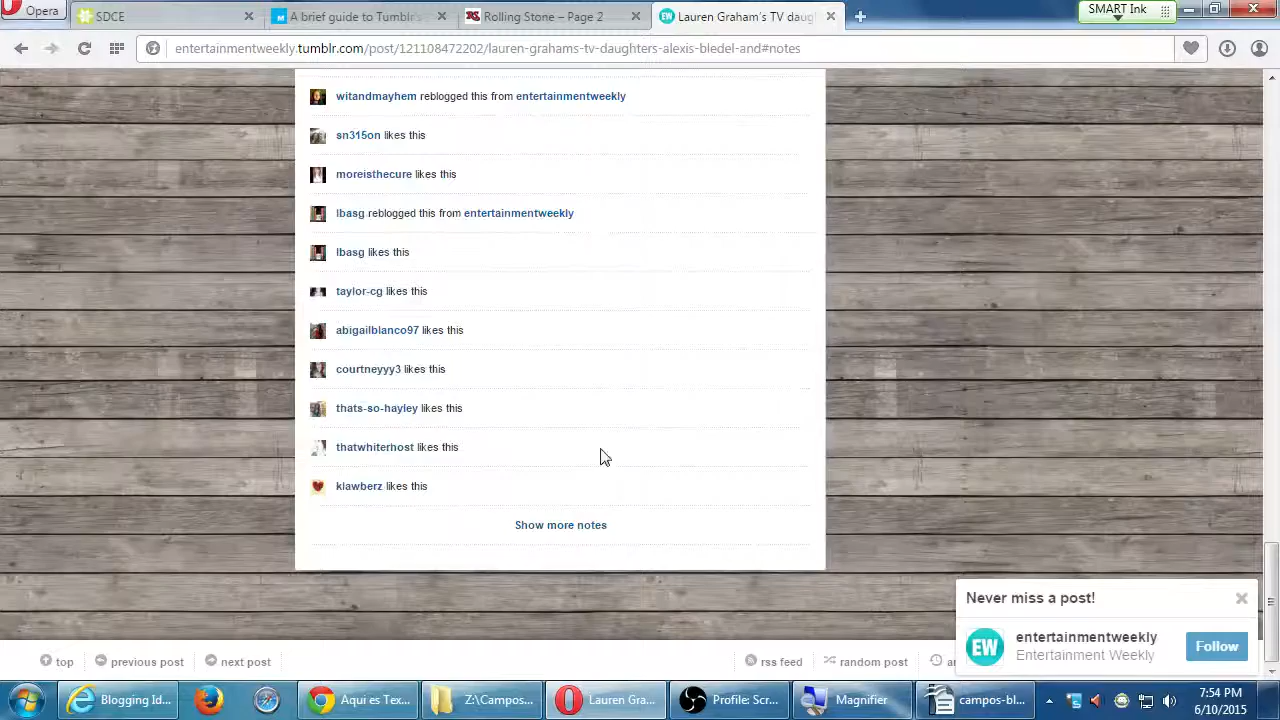 Opera
SDCE
A brief guide to Tumblr's
Rolling Stone – Page 2
EW
Lauren Graham's TV daug
SMART Ink
entertainmentweekly.tumblr.com/post/121108472202/lauren-grahams-tv-daughters-alexis-bledel-and#notes
witandmayhem reblogged this from entertainmentweekly
sn315on likes this
moreisthecure likes this
lbasg reblogged this from entertainmentweekly
lbasg likes this
taylor-cg likes this
abigailblanco97 likes this
courtneyyy3 likes this
thats-so-hayley likes this
thatwhiterhost likes this
klawberz likes this
Show more notes
Never miss a post!
EW
entertainmentweekly
Entertainment Weekly
Follow
top
previous post
next post
rss feed
random post
Blogging Id...
Aqui es Tex...
Z:\Campos...
Lauren Gra...
Profile: Scr...
Magnifier
campos-bl...
7:54 PM
6/10/2015